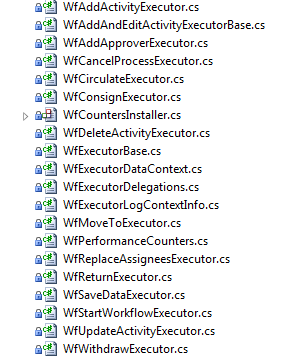 WfAddActivityExecutor.cs
WfAddAndEditActivityExecutorBase.cs
WfAddApproverExecutor.cs
WfCancelProcessExecutor.cs
WfCirculateExecutor.cs
WfConsignExecutor.cs
WfCountersInstaller.cs
WfDeleteActivityExecutor.cs
WfExecutorBase.cs
WfExecutorDataContext.cs
WfExecutorDelegations.cs
WfExecutorLogContextInfo.cs
WfMoveToExecutor.cs
WfPerformanceCounters.cs
WfReplaceAssigneesExecutor.cs
WfReturnExecutor.cs
WfSaveDataExecutor.cs
WfStartWorkflowExecutor.cs
WfUpdateActivityExecutor.cs
WfWithdrawExecutor.cs